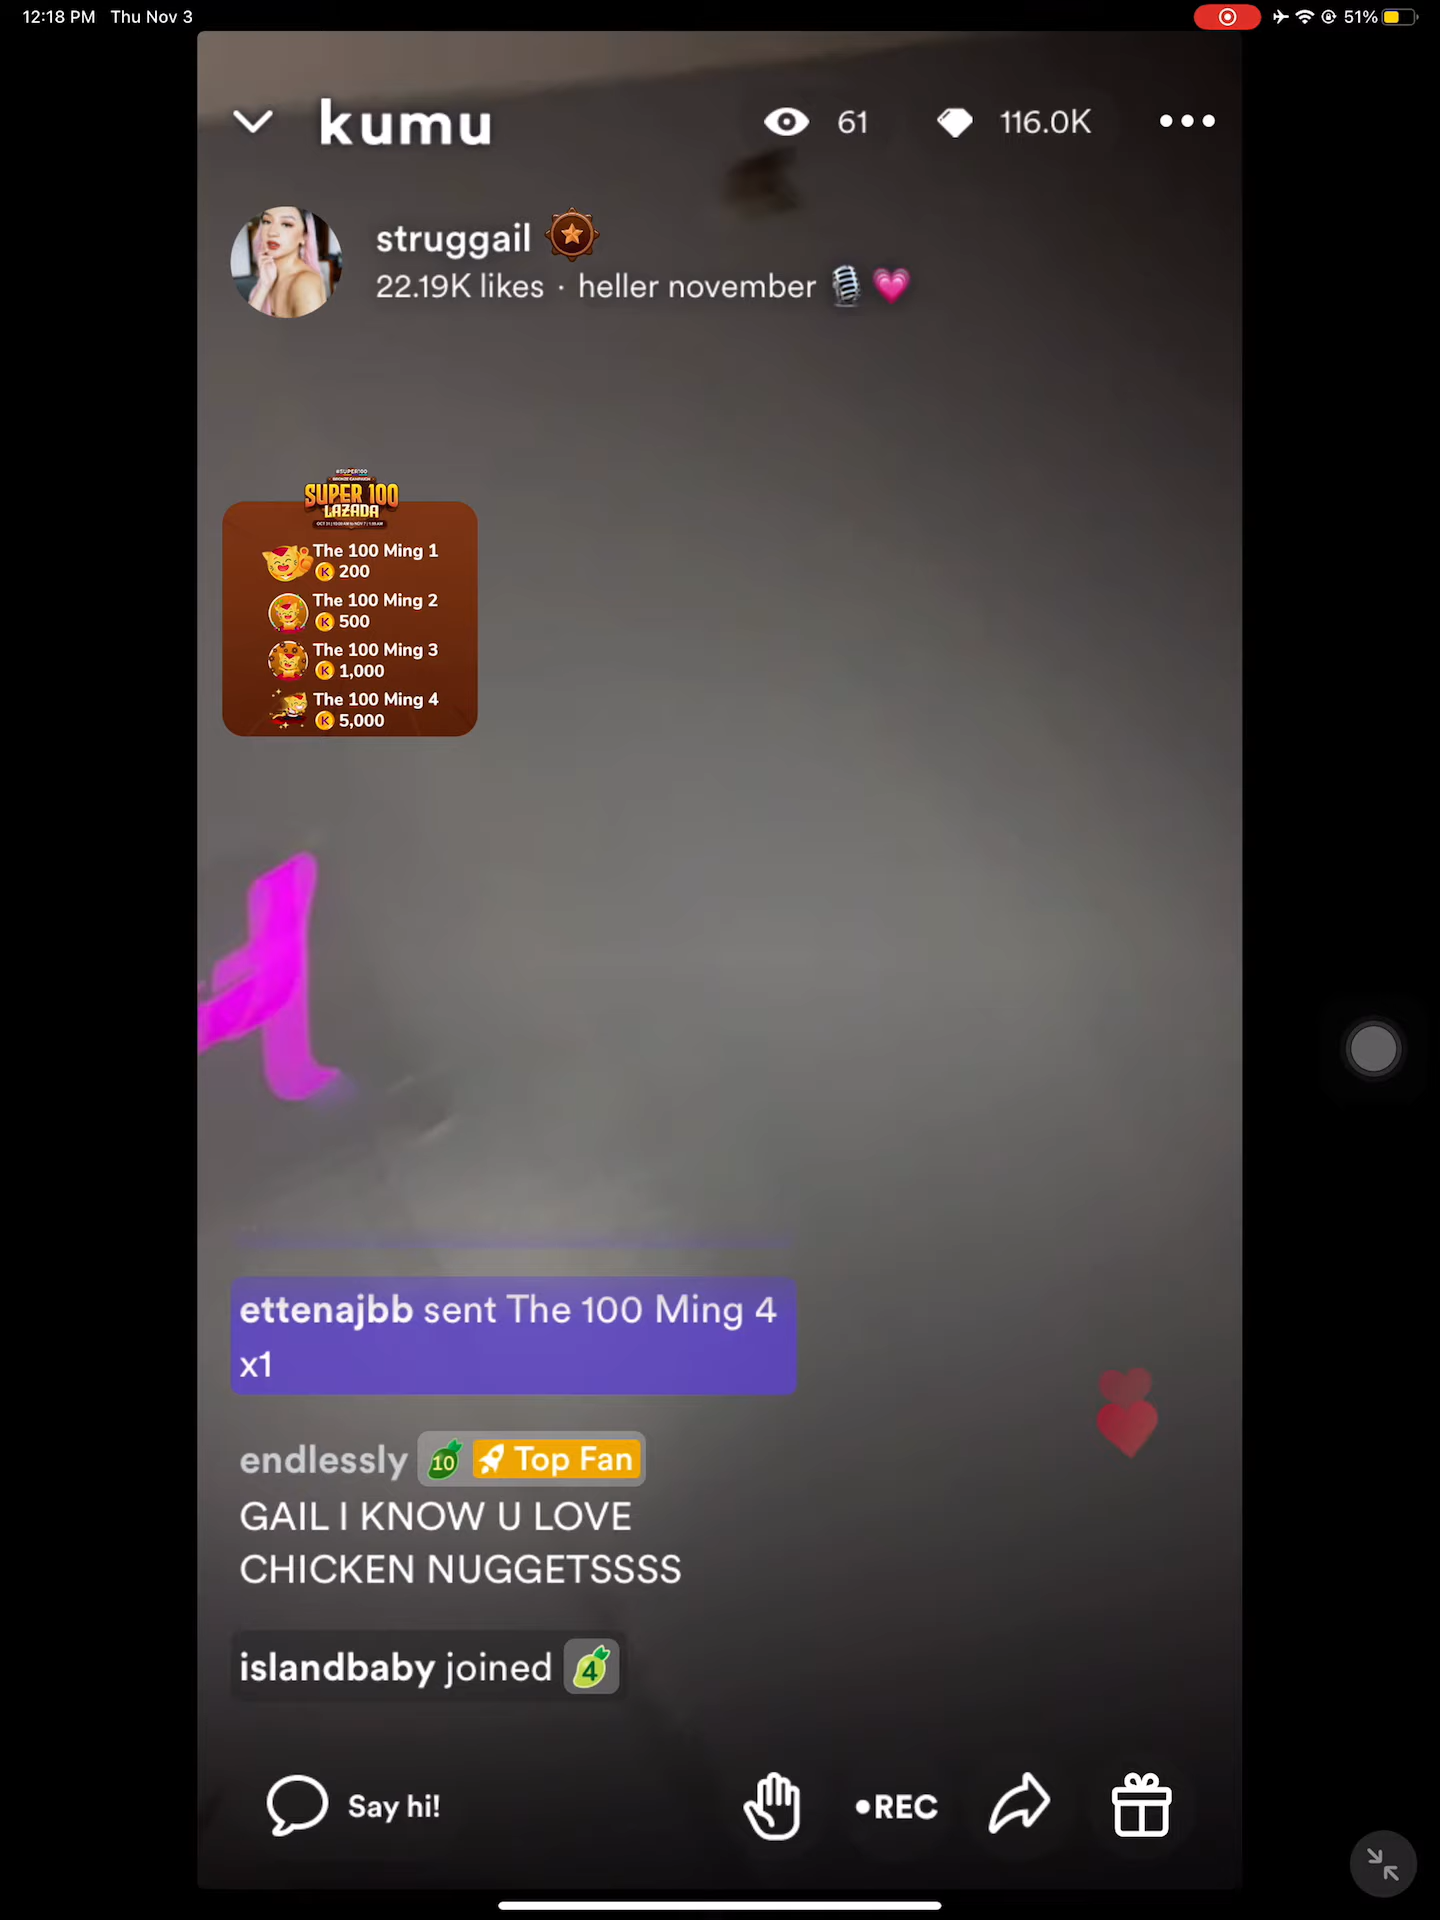 12:18 PM Thu Nov 3
51%
kumu
61
116.0K
struggail
22.19K likes · heller november 🎙️💗
#SUPER100
BRONZE CAMPAIGN
SUPER 100
LAZADA
The 100 Ming 1
K 200
The 100 Ming 2
K 500
The 100 Ming 3
K 1,000
The 100 Ming 4
K 5,000
ettenajbb sent The 100 Ming 4
x1
endlessly 10 Top Fan
GAIL I KNOW U LOVE
CHICKEN NUGGETSSSS
islandbaby joined 4
Say hi!
•REC